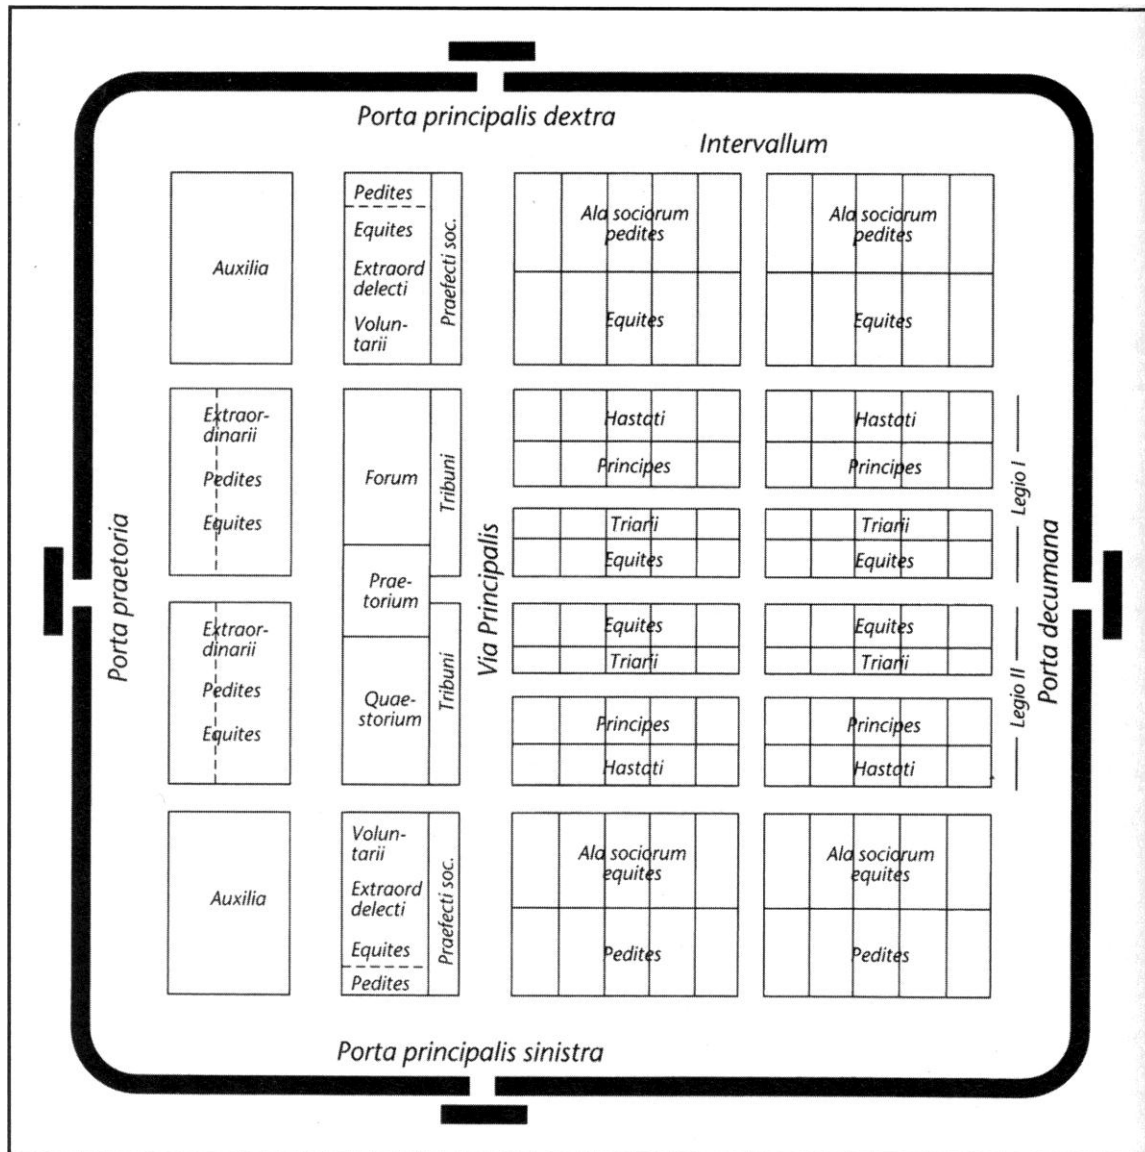 Porta principalis dextra
Intervallum
Auxilia
Pedites
Equites
Extraord
delecti
Volun-
tarii
Praefecti soc.
Ala sociorum
pedites
Equites
Ala sociorum
pedites
Equites
Porta praetoria
Extraor-
dinarii
Pedites
Equites
Extraor-
dinarii
Pedites
Equites
Forum
Prae-
torium
Quae-
storium
Tribuni
Tribuni
Via Principalis
Hastati
Principes
Triarii
Equites
Equites
Triarii
Principes
Hastati
Hastati
Principes
Triarii
Equites
Equites
Triarii
Principes
Hastati
Legio I
Legio II
Porta decumana
Auxilia
Volun-
tarii
Extraord
delecti
Equites
Pedites
Praefecti soc.
Ala sociorum
equites
Pedites
Ala sociorum
equites
Pedites
Porta principalis sinistra